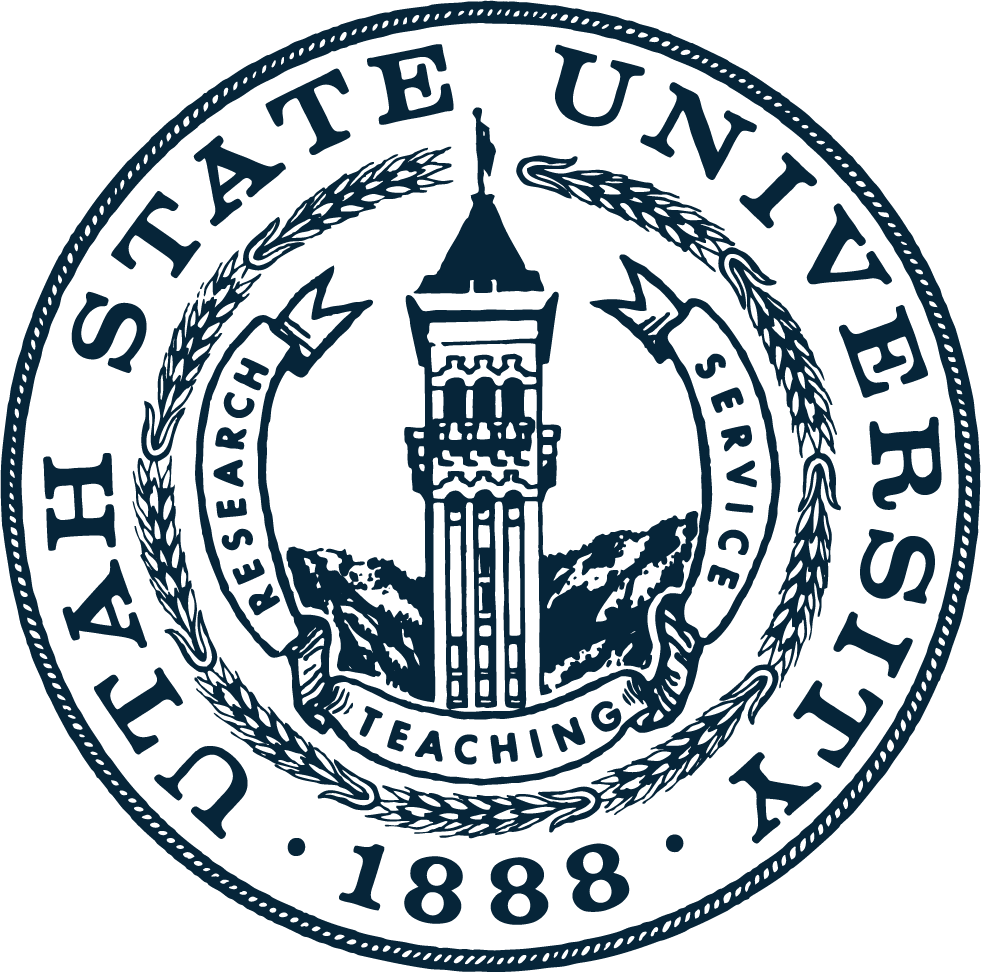 UTAH STATE UNIVERSITY
RESEARCH
TEACHING
SERVICE
· 1888 ·